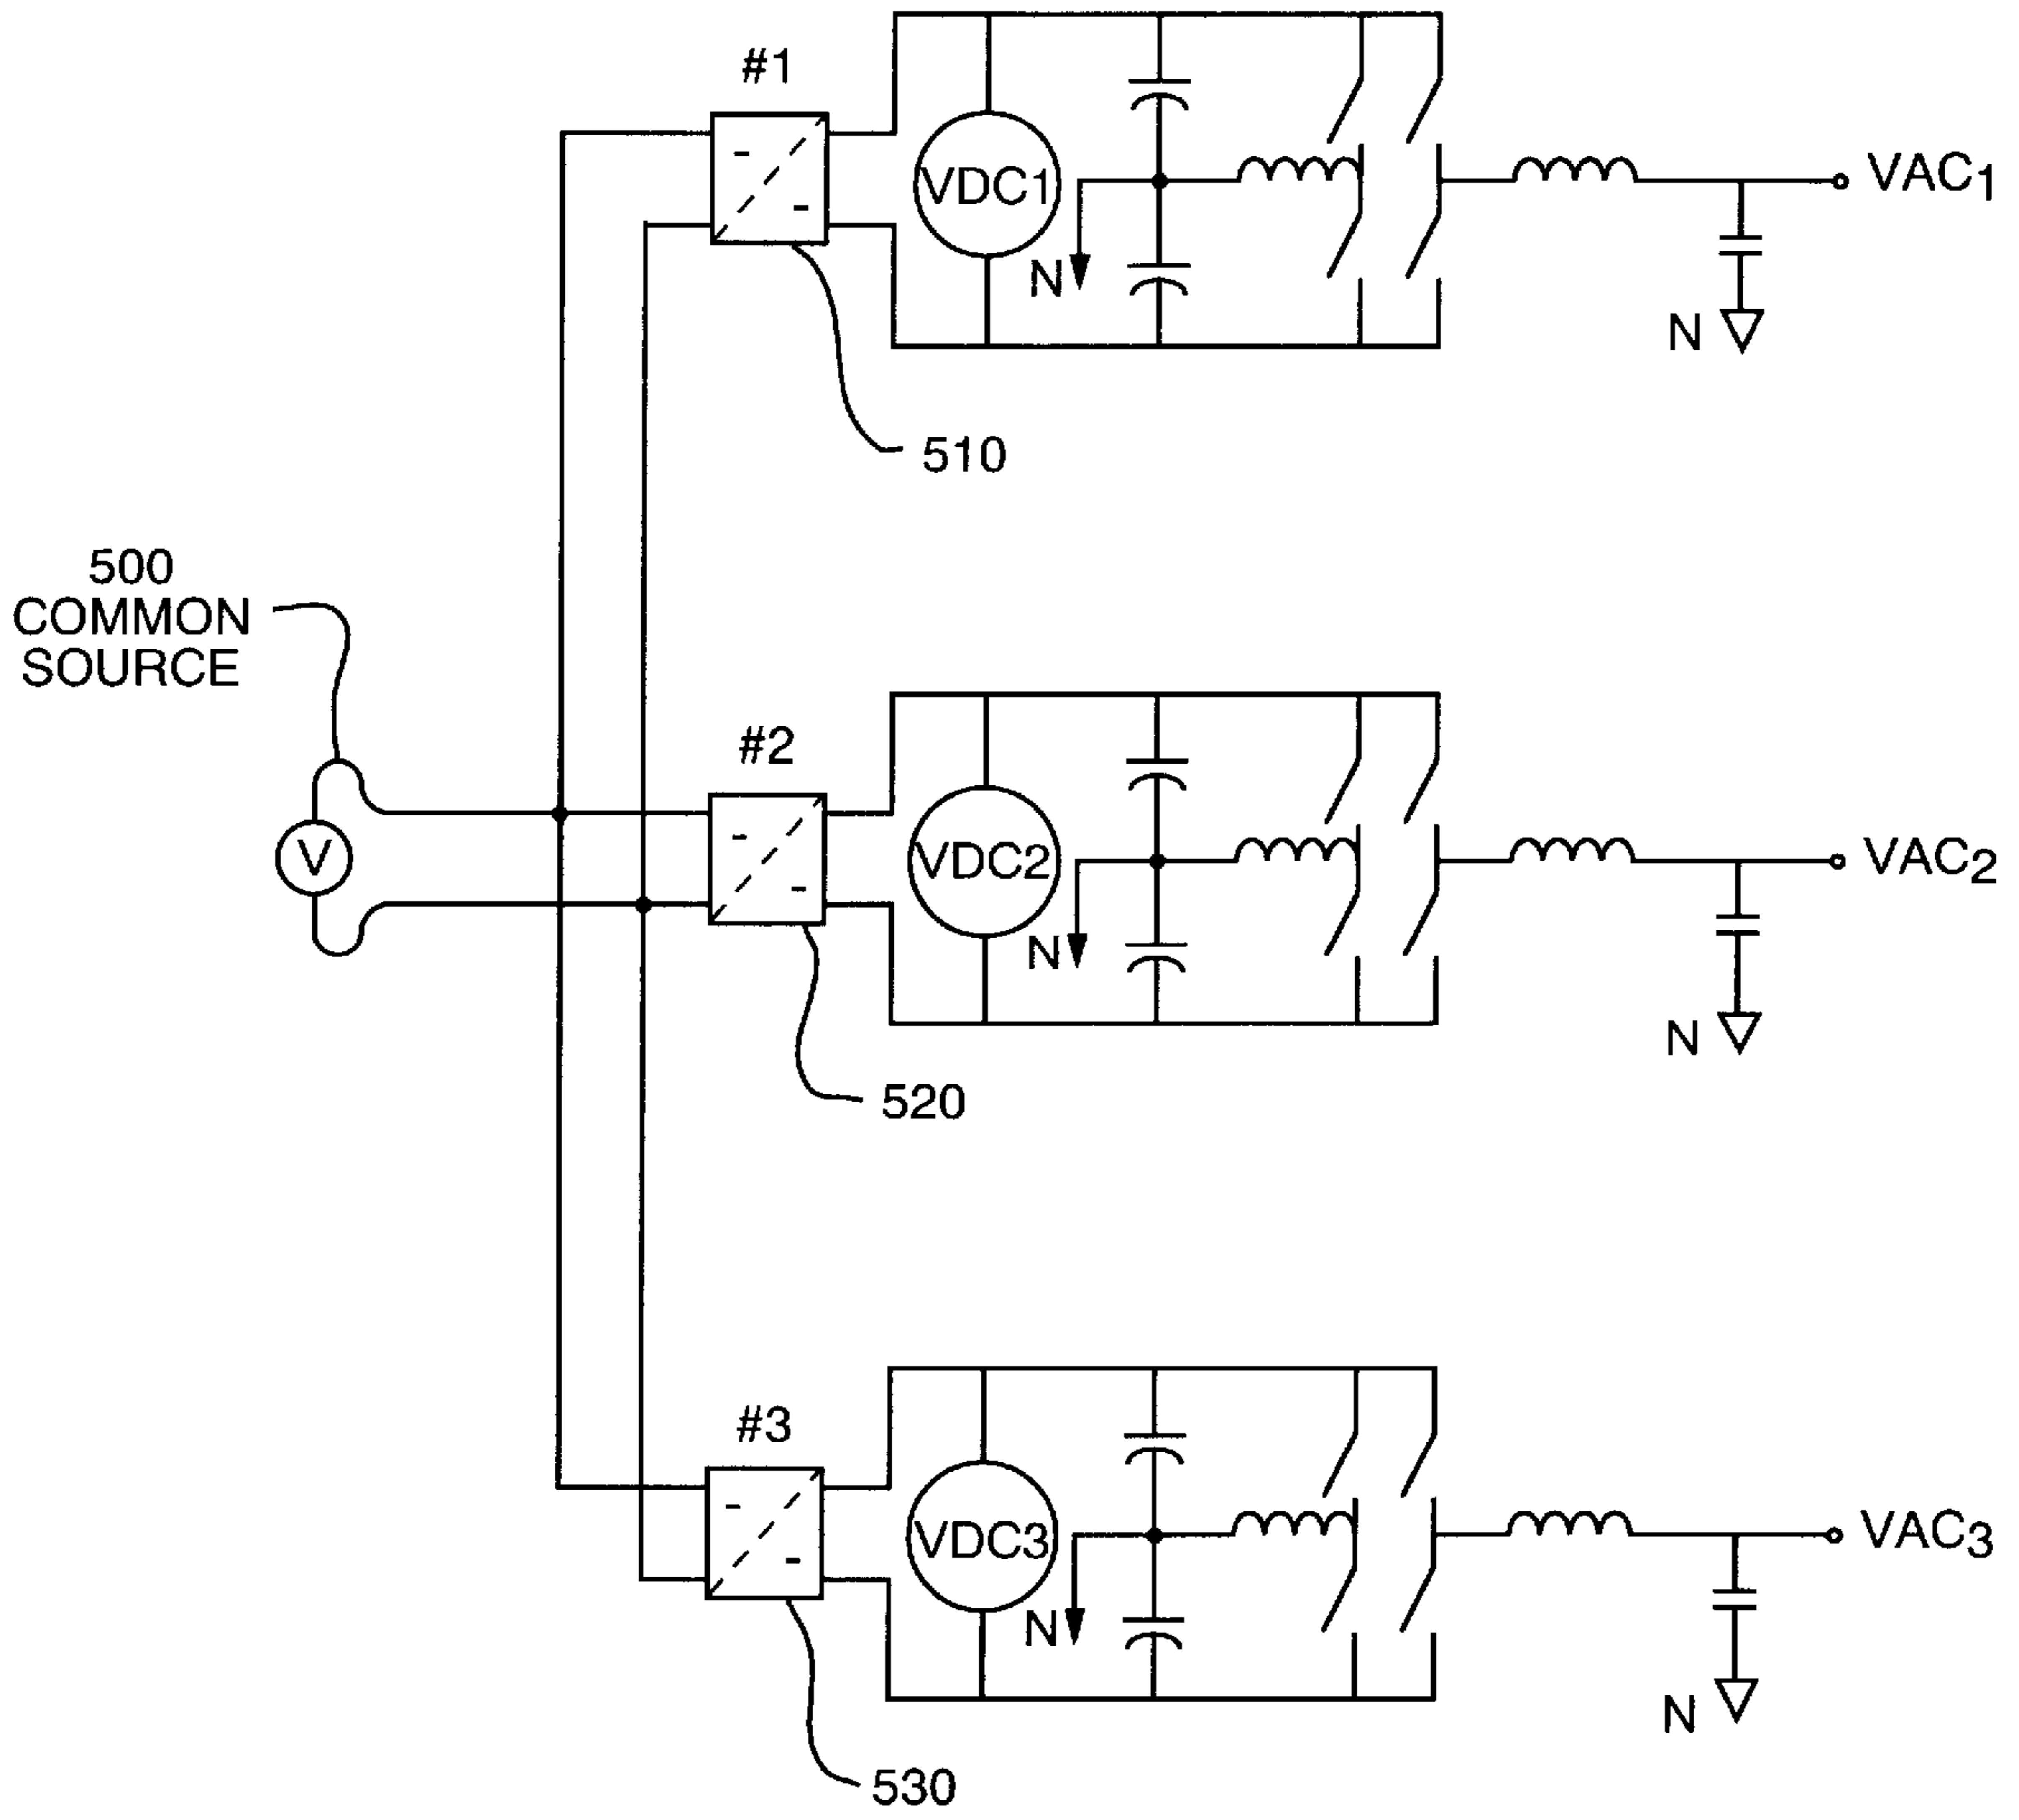 #1
VDC1
N
VAC1
N
510
500
COMMON
SOURCE
V
#2
VDC2
N
VAC2
N
520
#3
VDC3
N
VAC3
N
530